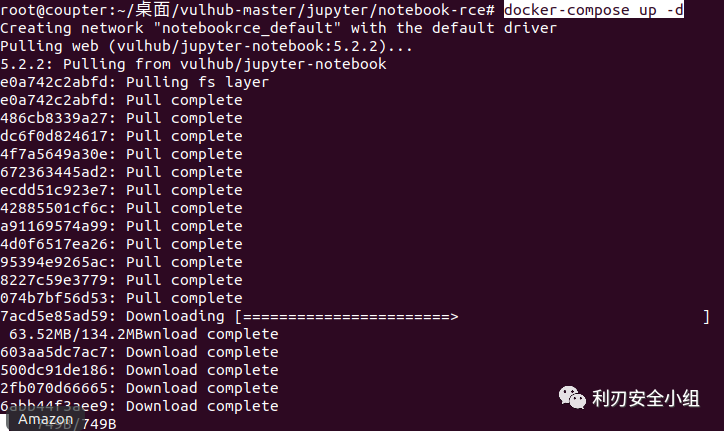 root@coupter:~/桌面/vulhub-master/jupyter/notebook-rce# docker-compose up -d
Creating network "notebookrce_default" with the default driver
Pulling web (vulhub/jupyter-notebook:5.2.2)...
5.2.2: Pulling from vulhub/jupyter-notebook
e0a742c2abfd: Pulling fs layer
e0a742c2abfd: Pull complete
486cb8339a27: Pull complete
dc6f0d824617: Pull complete
4f7a5649a30e: Pull complete
672363445ad2: Pull complete
ecdd51c923e7: Pull complete
42885501cf6c: Pull complete
a91169574a99: Pull complete
4d0f6517ea26: Pull complete
95394e9265ac: Pull complete
8227c59e3779: Pull complete
074b7bf56d53: Pull complete
7acd5e85ad59: Downloading [=======================>                           ]
63.52MB/134.2MBwnload complete
603aa5dc7ac7: Download complete
500dc91de186: Download complete
2fb070d66665: Download complete
6abb44f3aee9: Download complete
利刃安全小组
Amazon
749B/749B